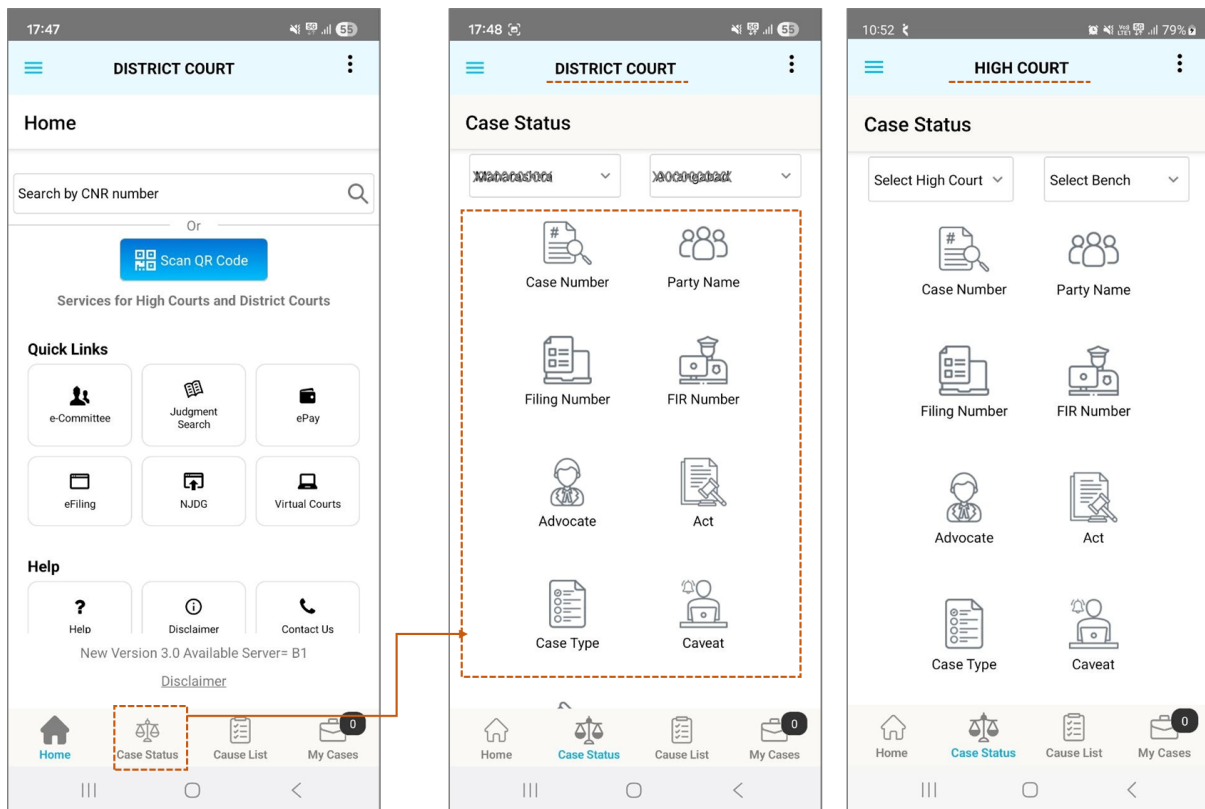 17:47
5G
55
DISTRICT COURT
Home
Search by CNR number
Or
Scan QR Code
Services for High Courts and District Courts
Quick Links
e-Committee
Judgment
Search
ePay
eFiling
NJDG
Virtual Courts
Help
?
Help
Disclaimer
Contact Us
New Version 3.0 Available Server= B1
Disclaimer
0
Home
Case Status
Cause List
My Cases
17:48
5G
55
DISTRICT COURT
Case Status
#
Case Number
Party Name
Filing Number
FIR Number
Advocate
Act
Case Type
Caveat
0
Home
Case Status
Cause List
My Cases
10:52
5G
79%
HIGH COURT
Case Status
Select High Court
Select Bench
#
Case Number
Party Name
Filing Number
FIR Number
Advocate
Act
Case Type
Caveat
0
Home
Case Status
Cause List
My Cases